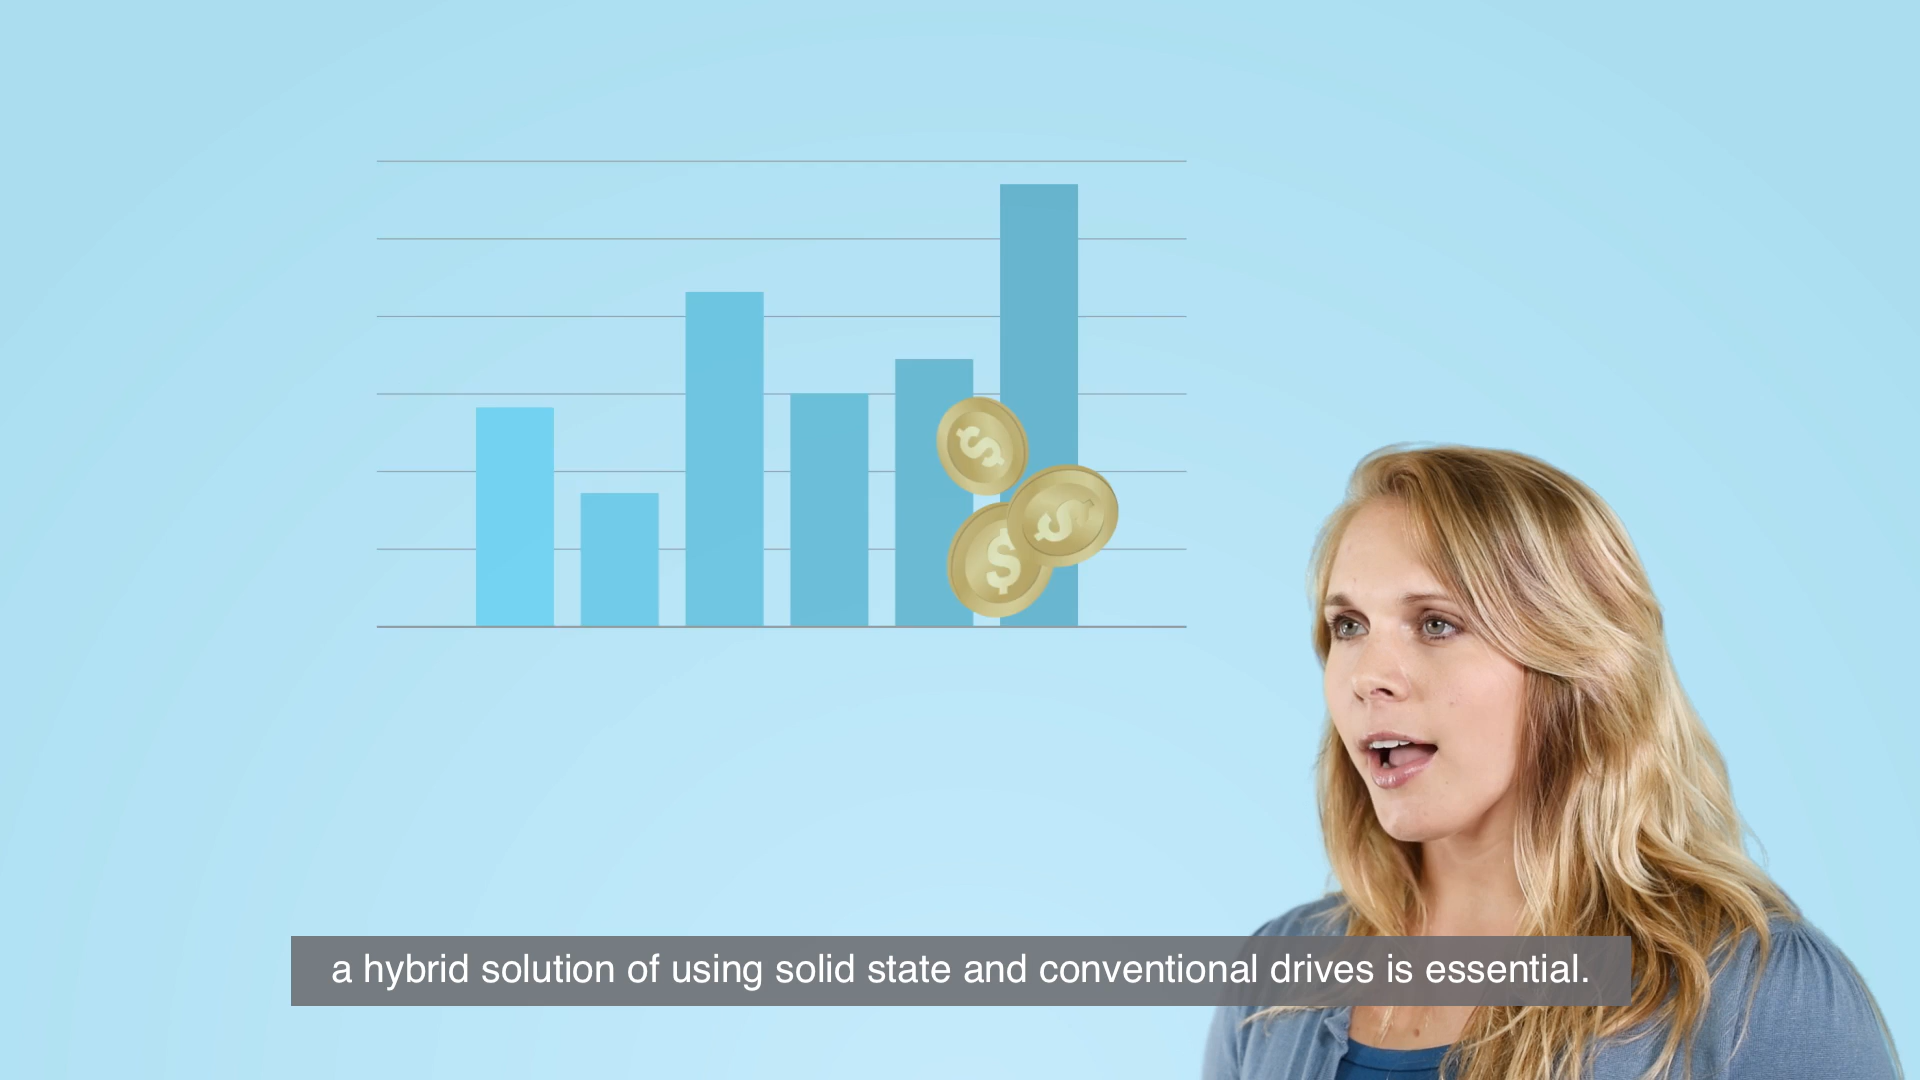 $
$
$
a hybrid solution of using solid state and conventional drives is essential.